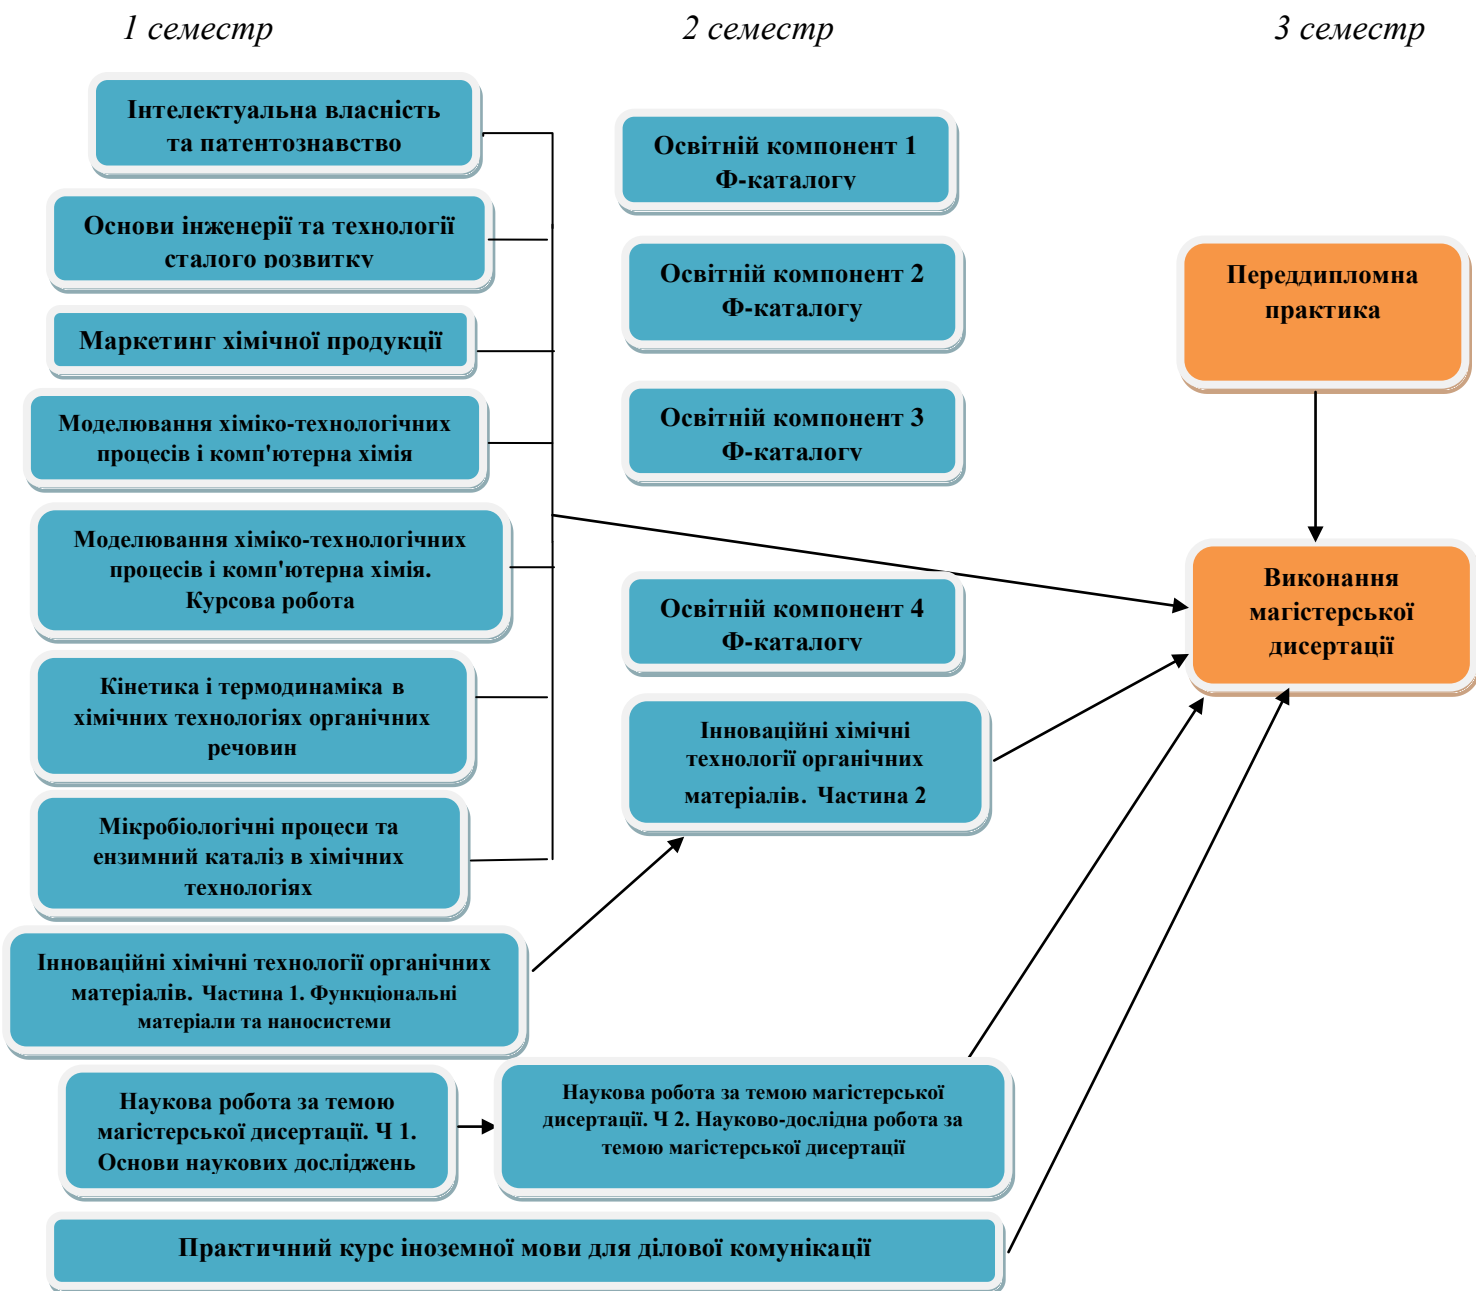 1 семестр
2 семестр
3 семестр
Інтелектуальна власність
та патентознавство
Основи інженерії та технології
сталого розвитку
Маркетинг хімічної продукції
Моделювання хіміко-технологічних
процесів і комп'ютерна хімія
Моделювання хіміко-технологічних
процесів і комп'ютерна хімія.
Курсова робота
Кінетика і термодинаміка в
хімічних технологіях органічних
речовин
Мікробіологічні процеси та
ензимний каталіз в хімічних
технологіях
Інноваційні хімічні технології органічних
матеріалів. Частина 1. Функціональні
матеріали та наносистеми
Наукова робота за темою
магістерської дисертації. Ч 1.
Основи наукових досліджень
Освітній компонент 1
Ф-каталогу
Освітній компонент 2
Ф-каталогу
Освітній компонент 3
Ф-каталогу
Освітній компонент 4
Ф-каталогу
Інноваційні хімічні
технології органічних
матеріалів. Частина 2
Наукова робота за темою магістерської
дисертації. Ч 2. Науково-дослідна робота за
темою магістерської дисертації
Практичний курс іноземної мови для ділової комунікації
Переддипломна
практика
Виконання
магістерської
дисертації